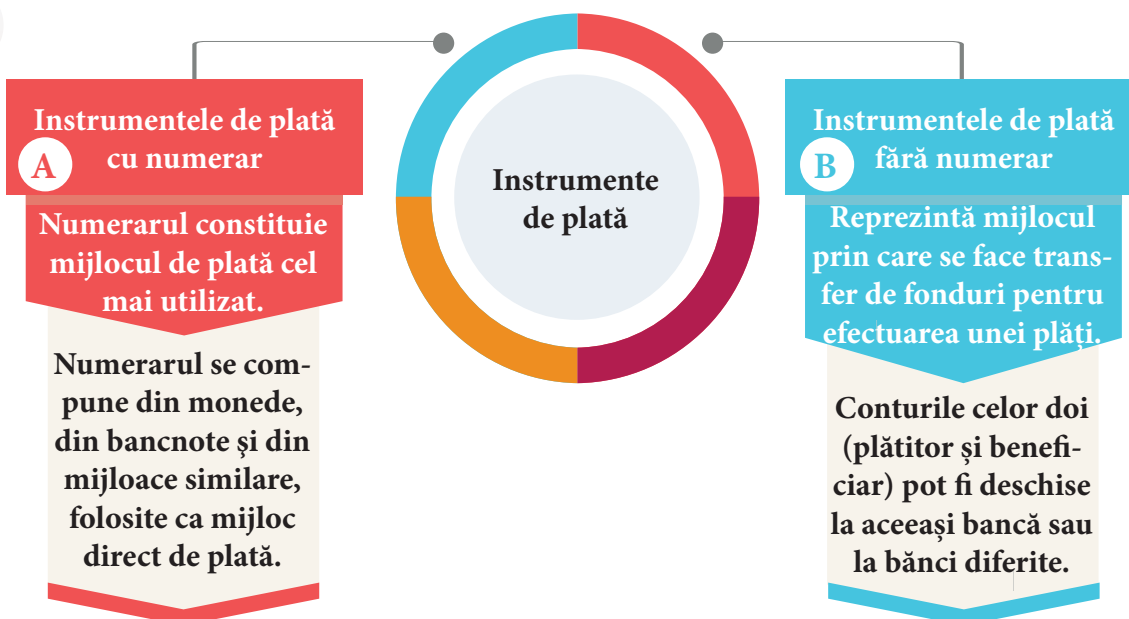 Instrumentele de plată
cu numerar
A
Numerarul constituie
mijlocul de plată cel
mai utilizat.
Numerarul se com-
pune din monede,
din bancnote şi din
mijloace similare,
folosite ca mijloc
direct de plată.
Instrumente
de plată
Instrumentele de plată
fără numerar
B
Reprezintă mijlocul
prin care se face trans-
fer de fonduri pentru
efectuarea unei plăți.
Conturile celor doi
(plătitor și benefi-
ciar) pot fi deschise
la aceeași bancă sau
la bănci diferite.